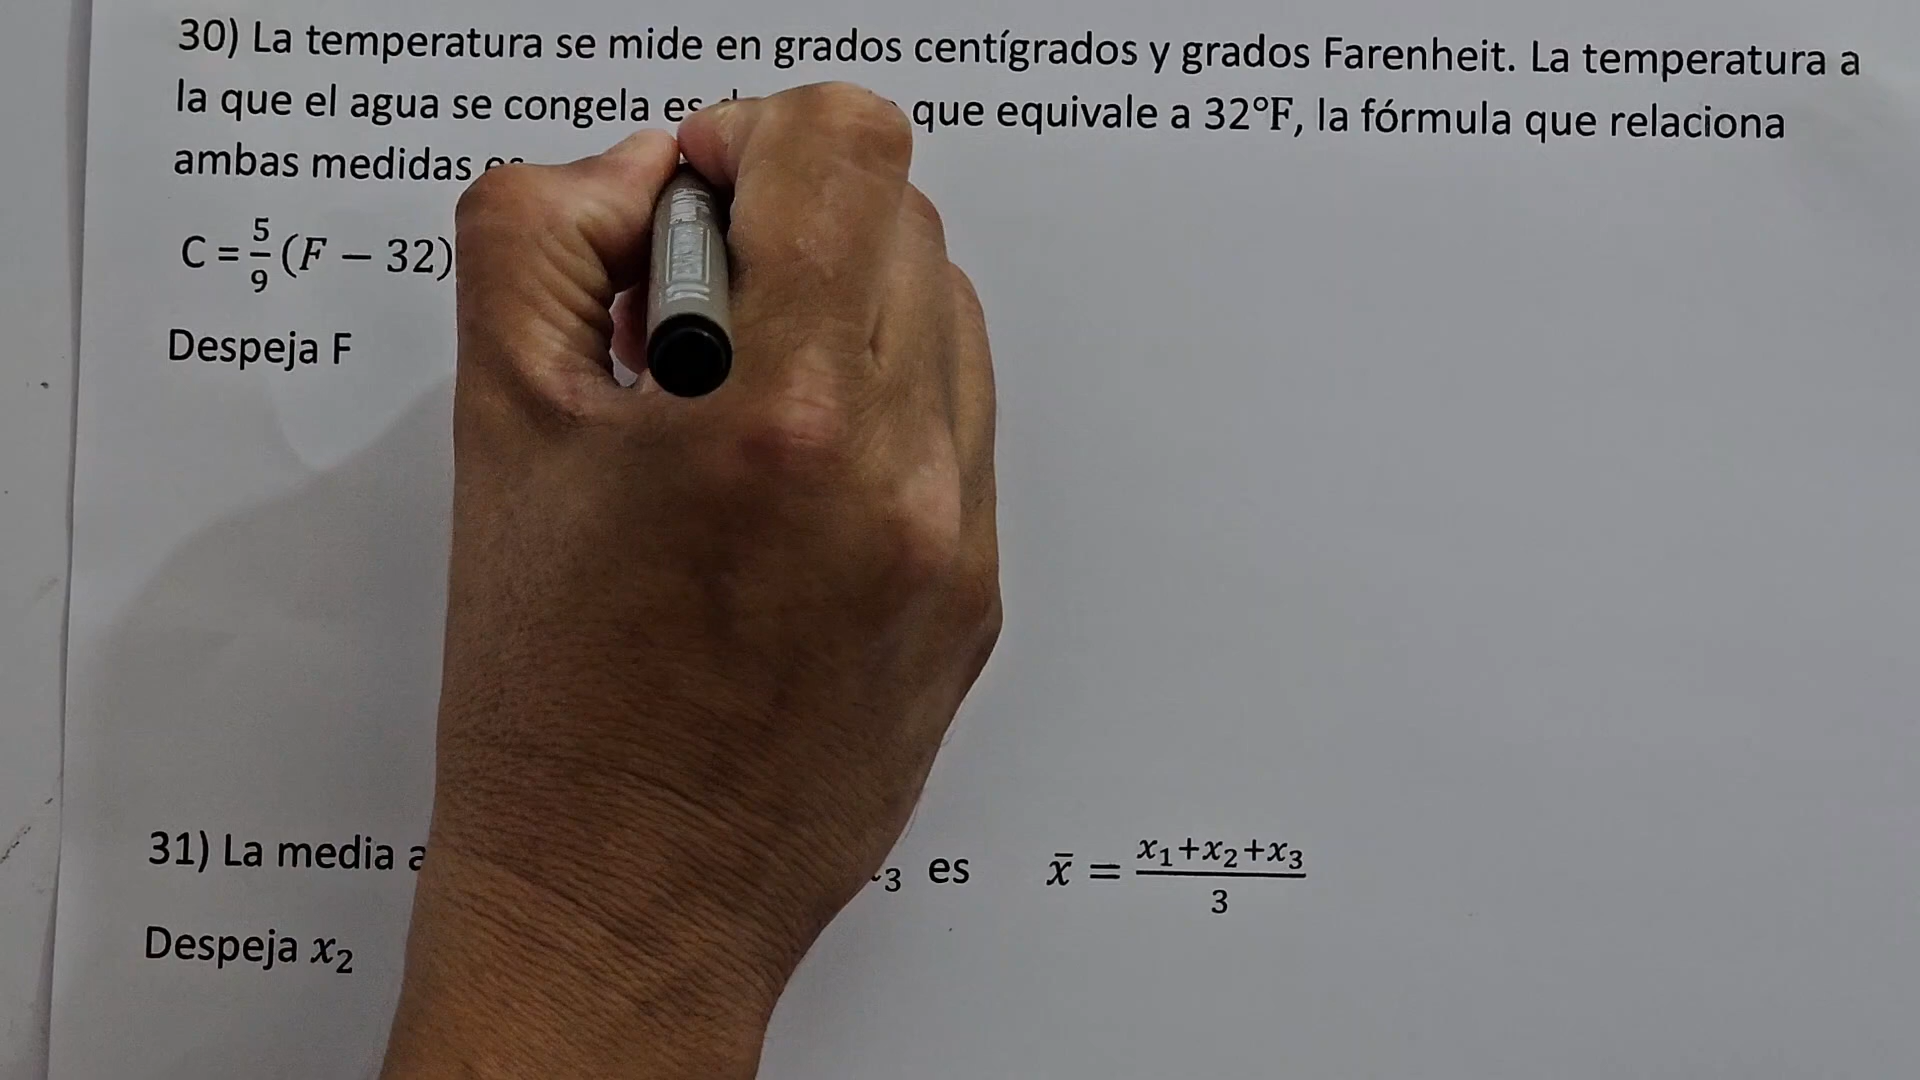 30) La temperatura se mide en grados centígrados y grados Farenheit. La temperatura a
la que el agua se congela es que equivale a 32°F, la fórmula que relaciona
ambas medidas
C = 5/9 (F − 32)
Despeja F
31) La media 3 es x̄ = (x₁+x₂+x₃)/3
Despeja x₂